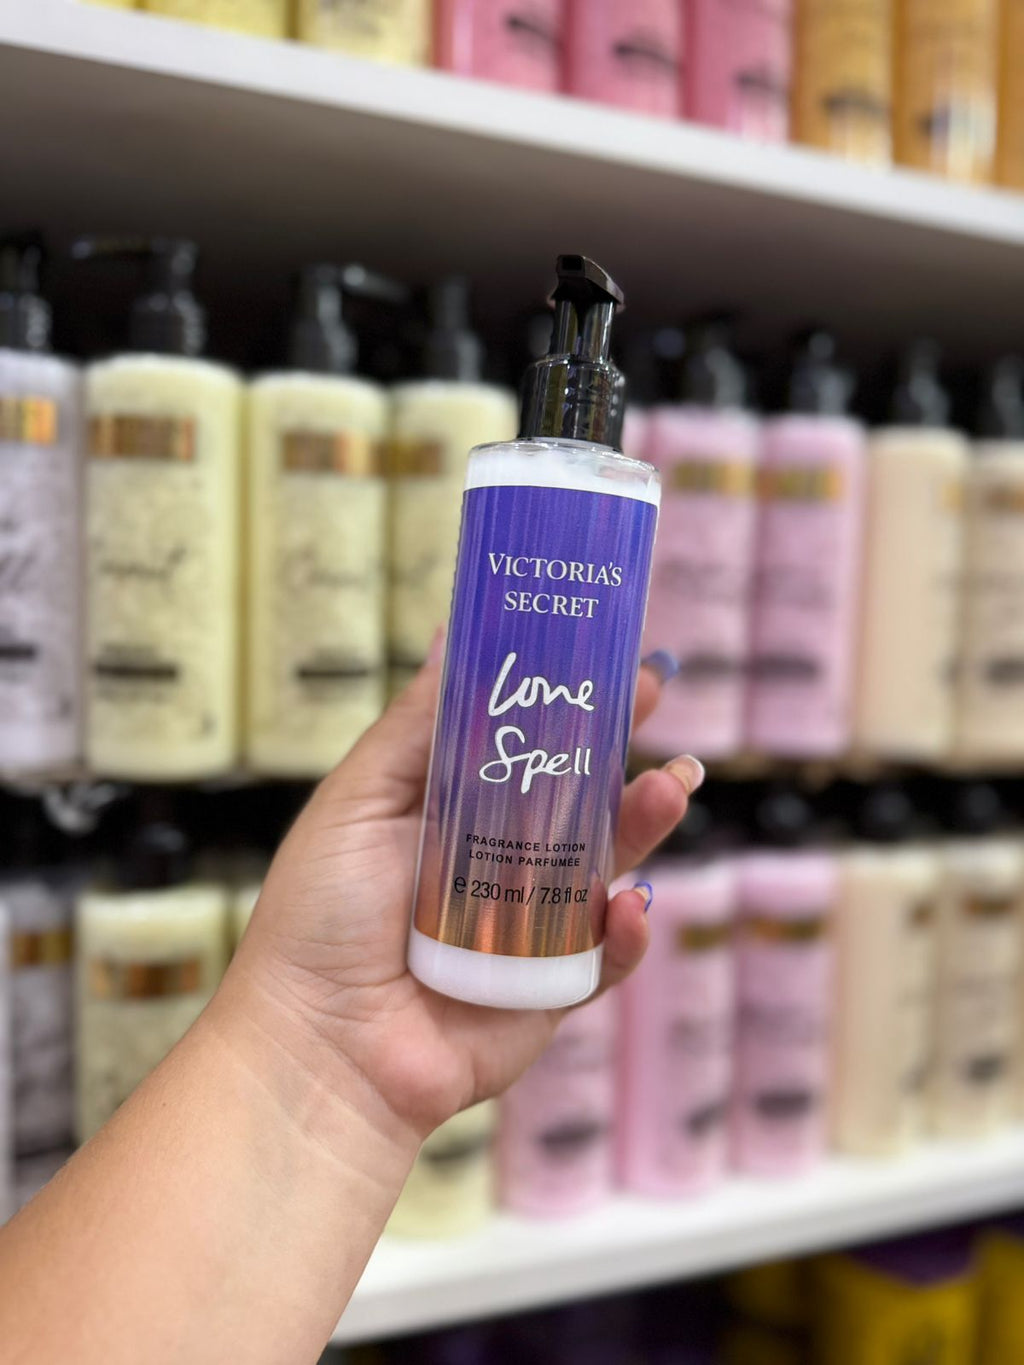 VICTORIA'S
SECRET
Love
Spell
FRAGRANCE LOTION
LOTION PARFUMÉE
e 230 ml / 7.8 fl oz